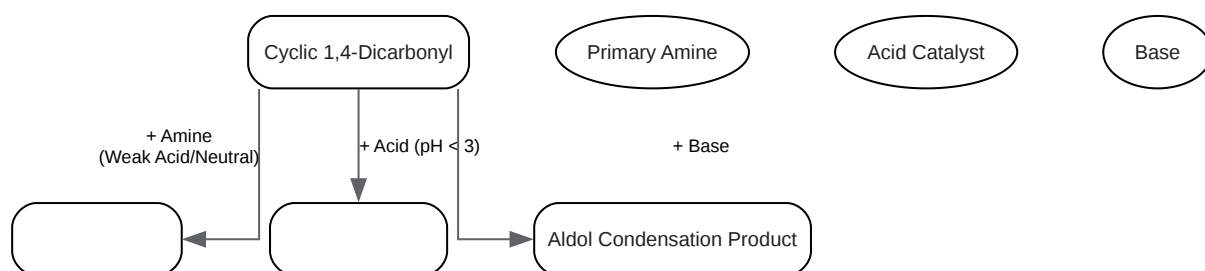 Cyclic 1,4-Dicarbonyl
Primary Amine
Acid Catalyst
Base
+ Amine
(Weak Acid/Neutral)
+ Acid (pH < 3)
+ Base
Aldol Condensation Product